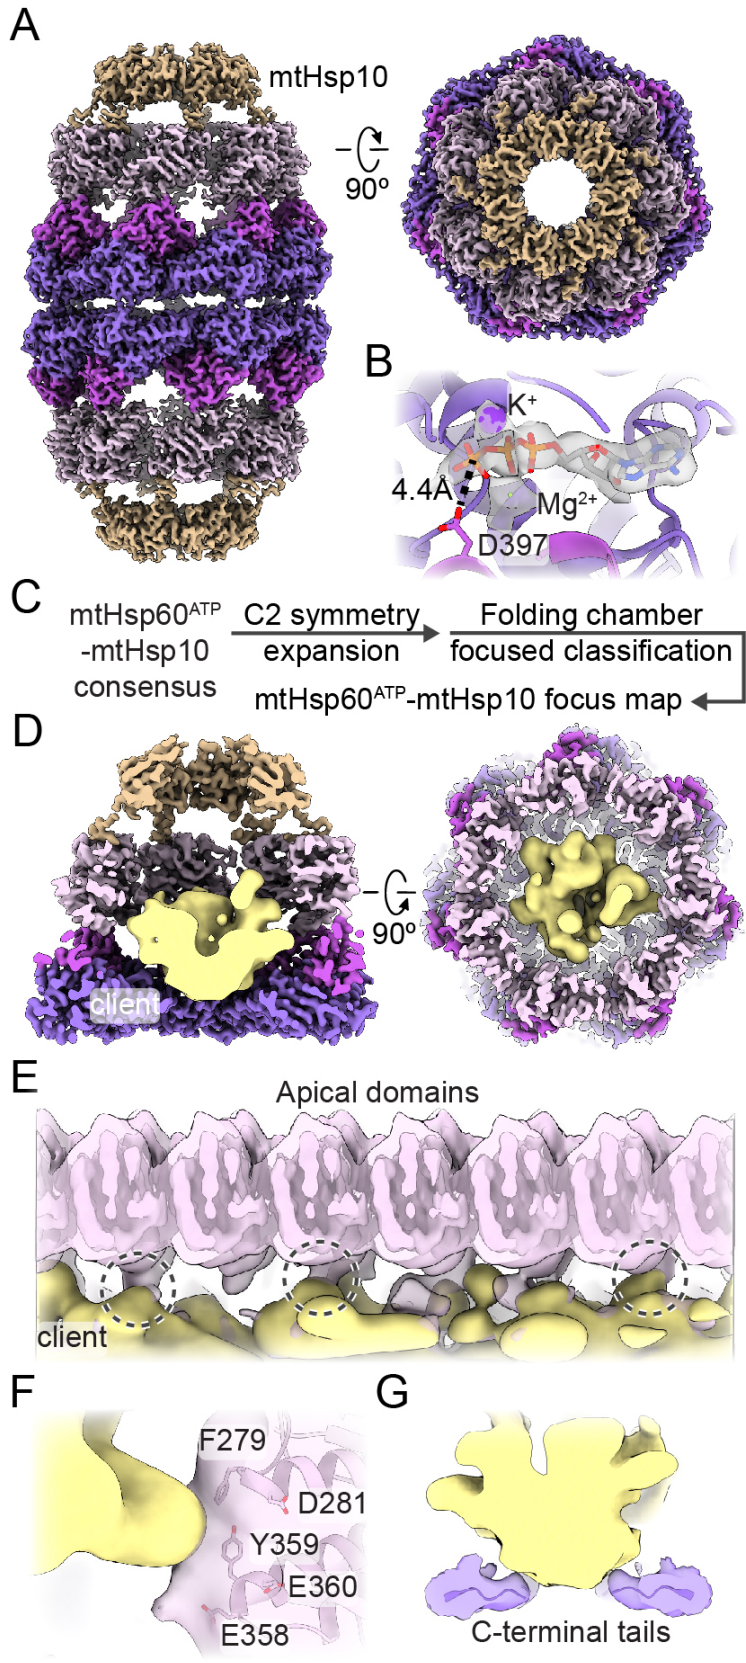 A
mtHsp10
90º
B
K⁺
4.4Å
Mg²⁺
D397
C
mtHsp60ᴬᵀᴾ
-mtHsp10
consensus
C2 symmetry
expansion
Folding chamber
focused classification
mtHsp60ᴬᵀᴾ-mtHsp10 focus map
D
90º
client
E
Apical domains
client
F
F279
D281
Y359
E360
E358
G
C-terminal tails